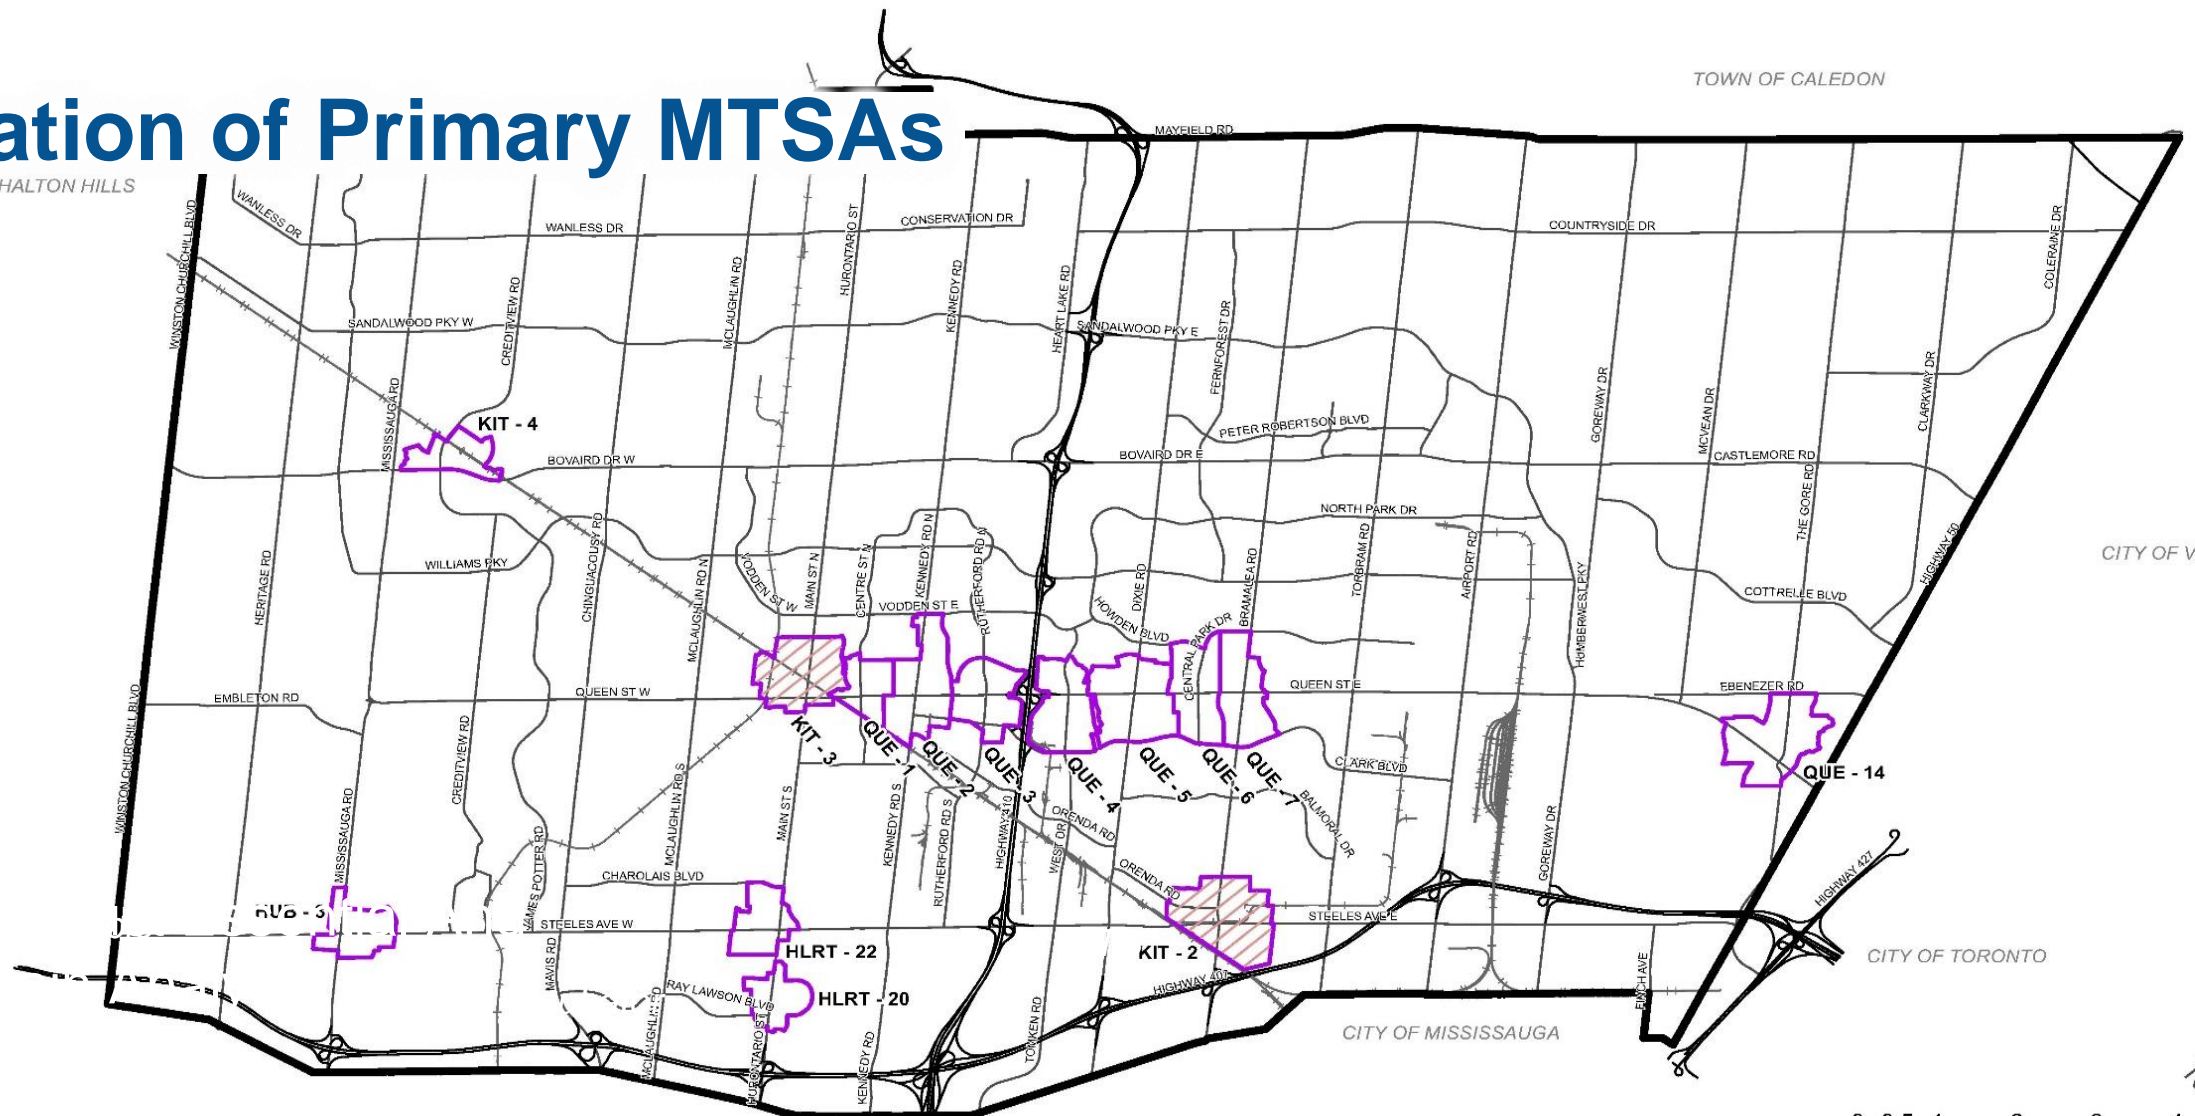 ation of Primary MTSAs
TOWN OF CALEDON
HALTON HILLS
MAYFIELD RD
WANLESS DR
WANLESS DR
CONSERVATION DR
COUNTRYSIDE DR
WINSTON CHURCHILL BLVD
HURONTARIO ST
COLERAINE DR
CREDITVIEW RD
MCLAUGHLIN RD
KENNEDY RD
HEART LAKE RD
SANDALWOOD PKY W
SANDALWOOD PKY E
FERNFOREST DR
MISSISSAUGA RD
GOREWAY DR
MCVEAN DR
CLARKWAY DR
KIT - 4
PETER ROBERTSON BLVD
BOVAIRD DR W
BOVAIRD DR E
CASTLEMORE RD
THE GORE RD
NORTH PARK DR
HERITAGE RD
WILLIAMS PKY
CHINGUACOUSY RD
MCLAUGHLIN RD N
VODDEN ST W
MAIN ST N
CENTRE ST N
KENNEDY RD N
RUTHERFORD RD N
VODDEN ST E
HOWDEN BLVD
DIXIE RD
CENTRAL PARK DR
BRAMALEA RD
TORBRAM RD
AIRPORT RD
HUMBERWEST PKY
COTTRELLE BLVD
HIGHWAY 50
CITY OF V
EMBLETON RD
QUEEN ST W
QUEEN ST E
EBENEZER RD
WINSTON CHURCHILL BLVD
CREDITVIEW RD
KIT - 3
QUE - 1
QUE - 2
QUE - 3
QUE - 4
QUE - 5
QUE - 6
QUE - 7
QUE - 14
CLARK BLVD
BALMORAL DR
MISSISSAUGA RD
MCLAUGHLIN RD S
MAIN ST S
KENNEDY RD S
RUTHERFORD RD S
HIGHWAY 410
WEST DR
ORENDA RD
ORENDA RD
GOREWAY DR
HIGHWAY 427
JAMES POTTER RD
CHAROLAIS BLVD
STEELES AVE W
STEELES AVE E
HLRT - 22
KIT - 2
CITY OF TORONTO
MAVIS RD
RAY LAWSON BLVD
HLRT - 20
HIGHWAY 407
FINCH AVE
CITY OF MISSISSAUGA
MCLAUGHLIN RD
HURONTARIO ST
KENNEDY RD
TOMKEN RD